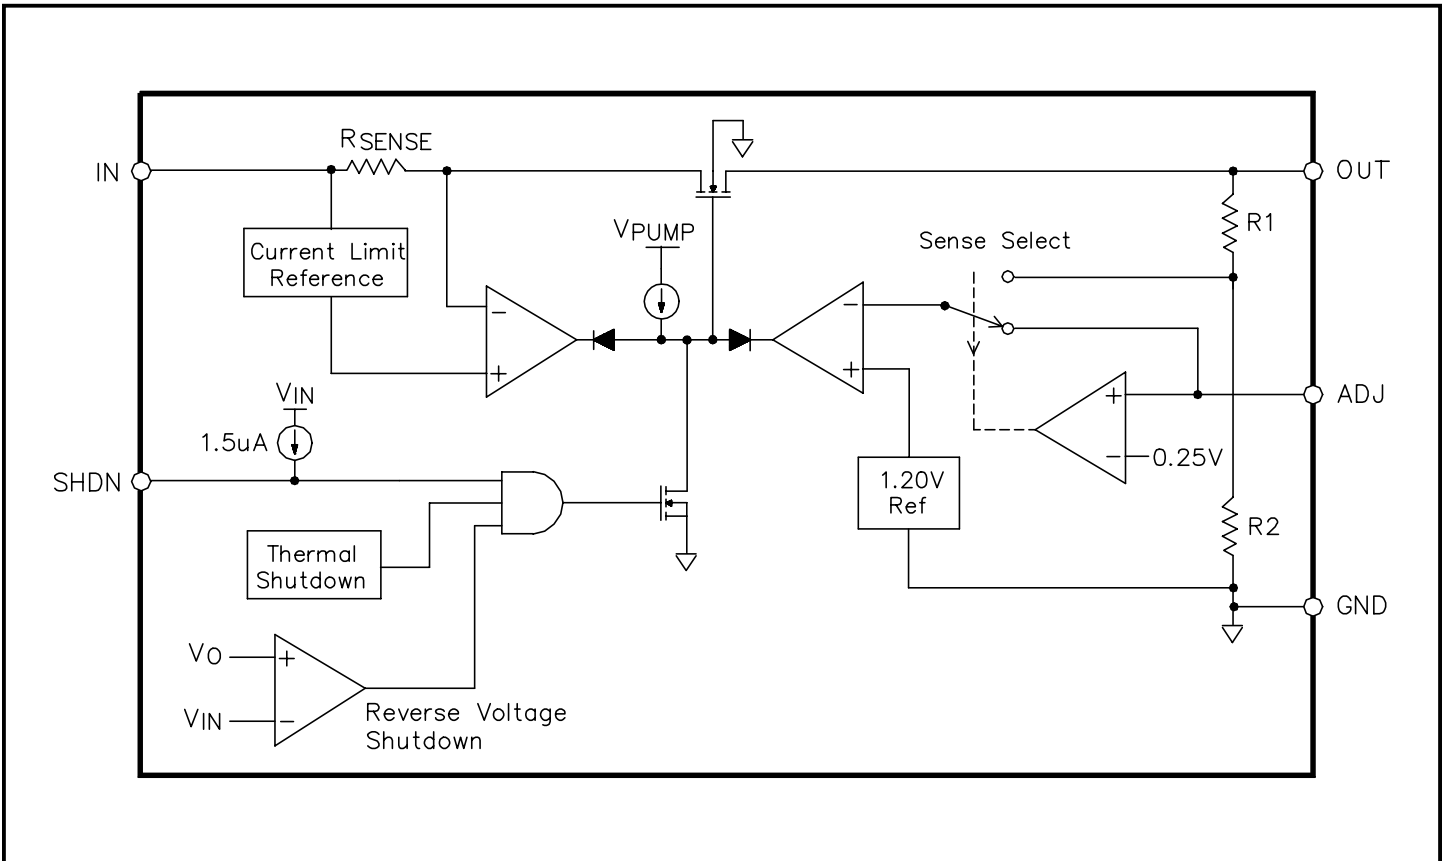 RSENSE
IN
OUT
VPUMP
R1
Current Limit
Reference
Sense Select
−
−
+
+
VIN
+
ADJ
1.5uA
−
0.25V
SHDN
1.20V
Ref
R2
Thermal
Shutdown
GND
VO
+
VIN
−
Reverse Voltage
Shutdown